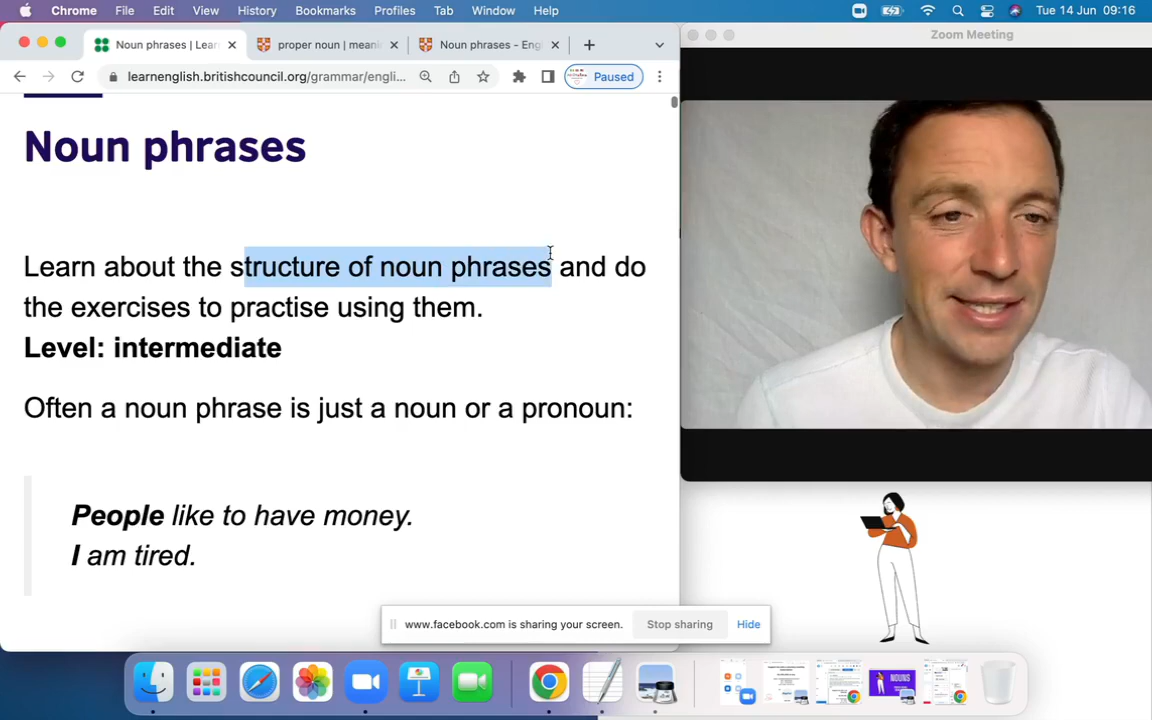 Chrome File Edit View History Bookmarks Profiles Tab Window Help Tue 14 Jun 09:16
Noun phrases | Lear
proper noun | meani
Noun phrases - Eng
Zoom Meeting
learnenglish.britishcouncil.org/grammar/engli...
Paused
Noun phrases
Learn about the structure of noun phrases and do
the exercises to practise using them.
Level: intermediate
Often a noun phrase is just a noun or a pronoun:
People like to have money.
I am tired.
www.facebook.com is sharing your screen. Stop sharing Hide
NOUNS